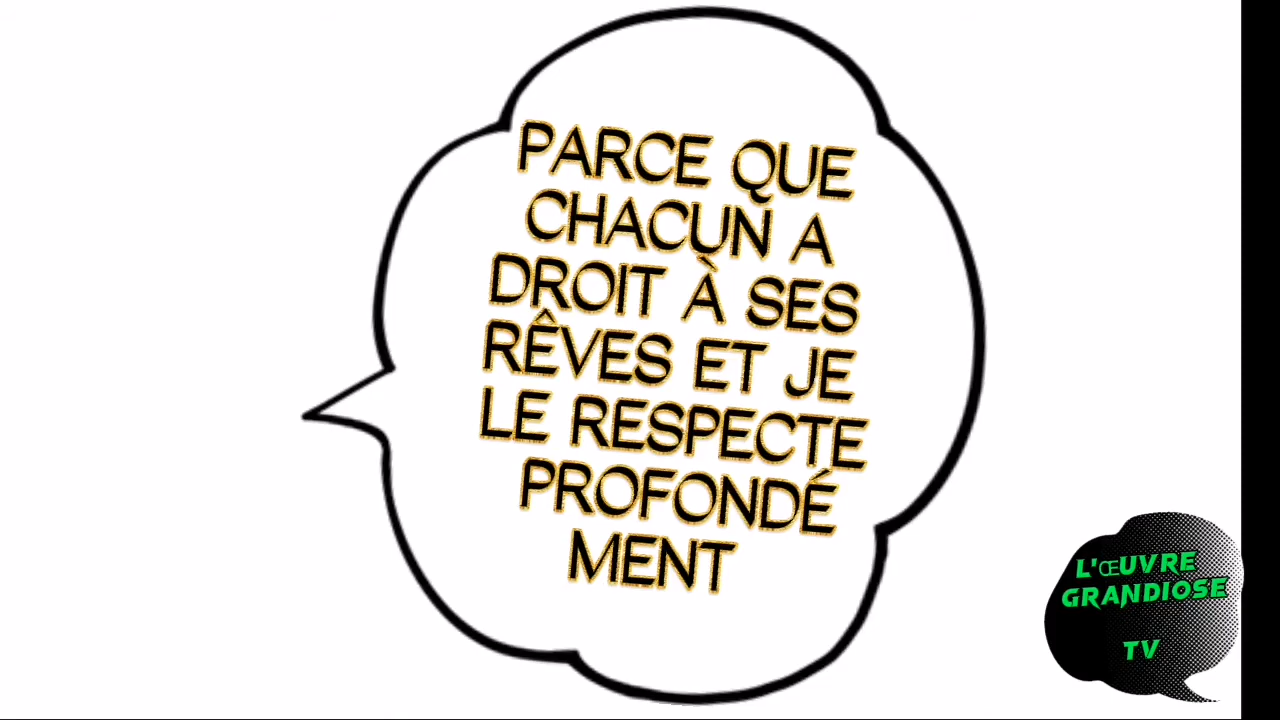 PARCE QUE
CHACUN A
DROIT À SES
RÊVES ET JE
LE RESPECTE
PROFONDÉ
MENT
L'ŒUVRE
GRANDIOSE
TV